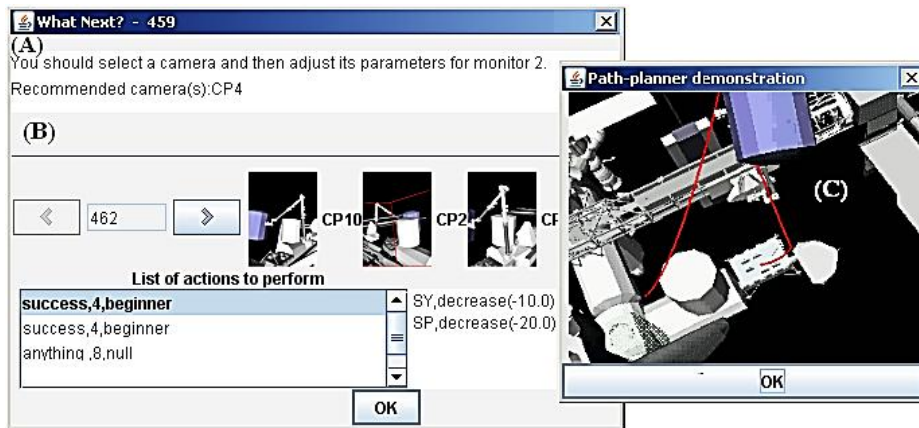 What Next? - 459
(A)
You should select a camera and then adjust its parameters for monitor 2.
Recommended camera(s):CP4
(B)
462
CP10
CP2
CP
List of actions to perform
success,4,beginner
success,4,beginner
anything ,8,null
SY,decrease(-10.0)
SP,decrease(-20.0)
OK
Path-planner demonstration
(C)
OK